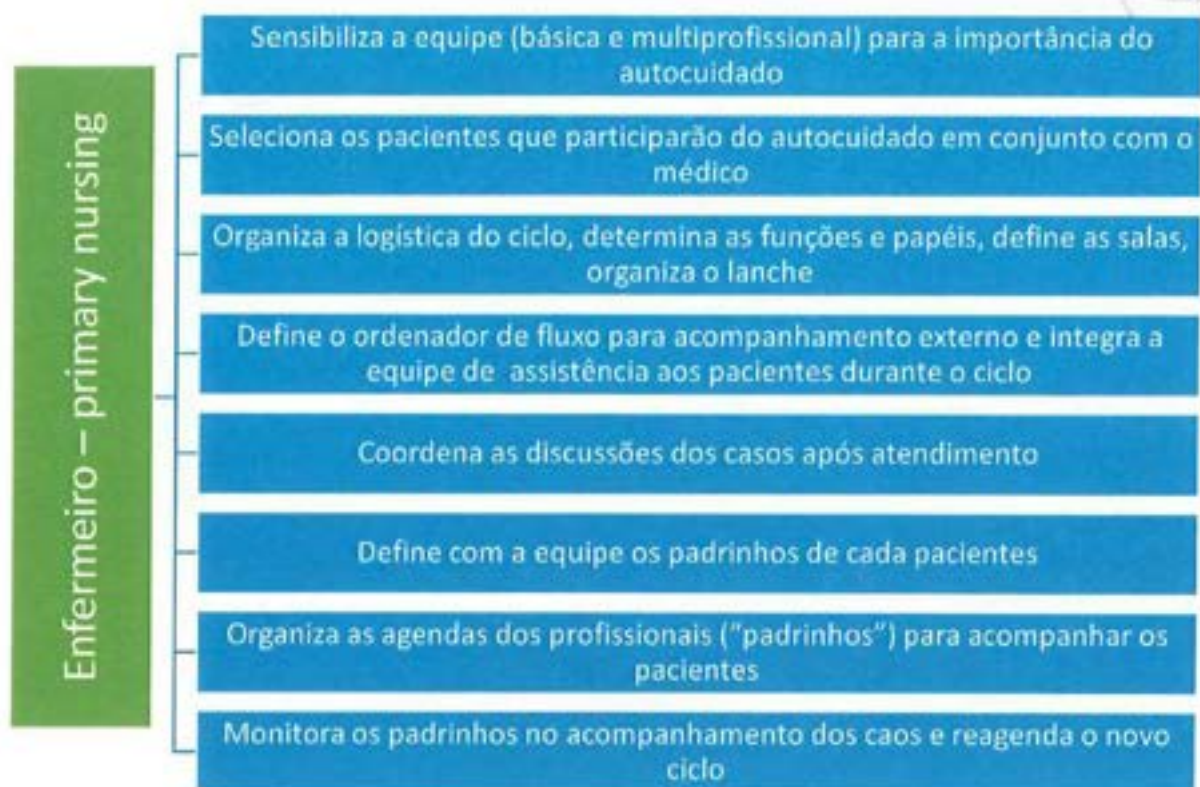 Enfermeiro – primary nursing
Sensibiliza a equipe (básica e multiprofissional) para a importância do
autocuidado
Seleciona os pacientes que participarão do autocuidado em conjunto com o
médico
Organiza a logística do ciclo, determina as funções e papéis, define as salas,
organiza o lanche
Define o ordenador de fluxo para acompanhamento externo e integra a
equipe de assistência aos pacientes durante o ciclo
Coordena as discussões dos casos após atendimento
Define com a equipe os padrinhos de cada pacientes
Organiza as agendas dos profissionais (“padrinhos”) para acompanhar os
pacientes
Monitora os padrinhos no acompanhamento dos caos e reagenda o novo
ciclo